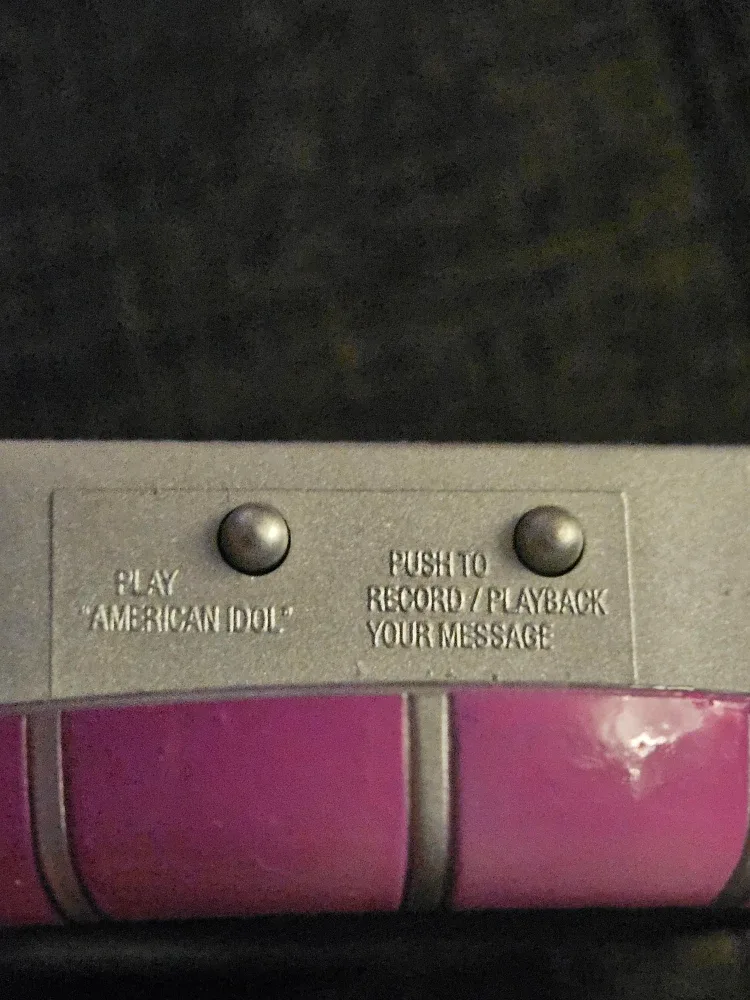 PLAY
"AMERICAN IDOL"
PUSH TO
RECORD / PLAYBACK
YOUR MESSAGE